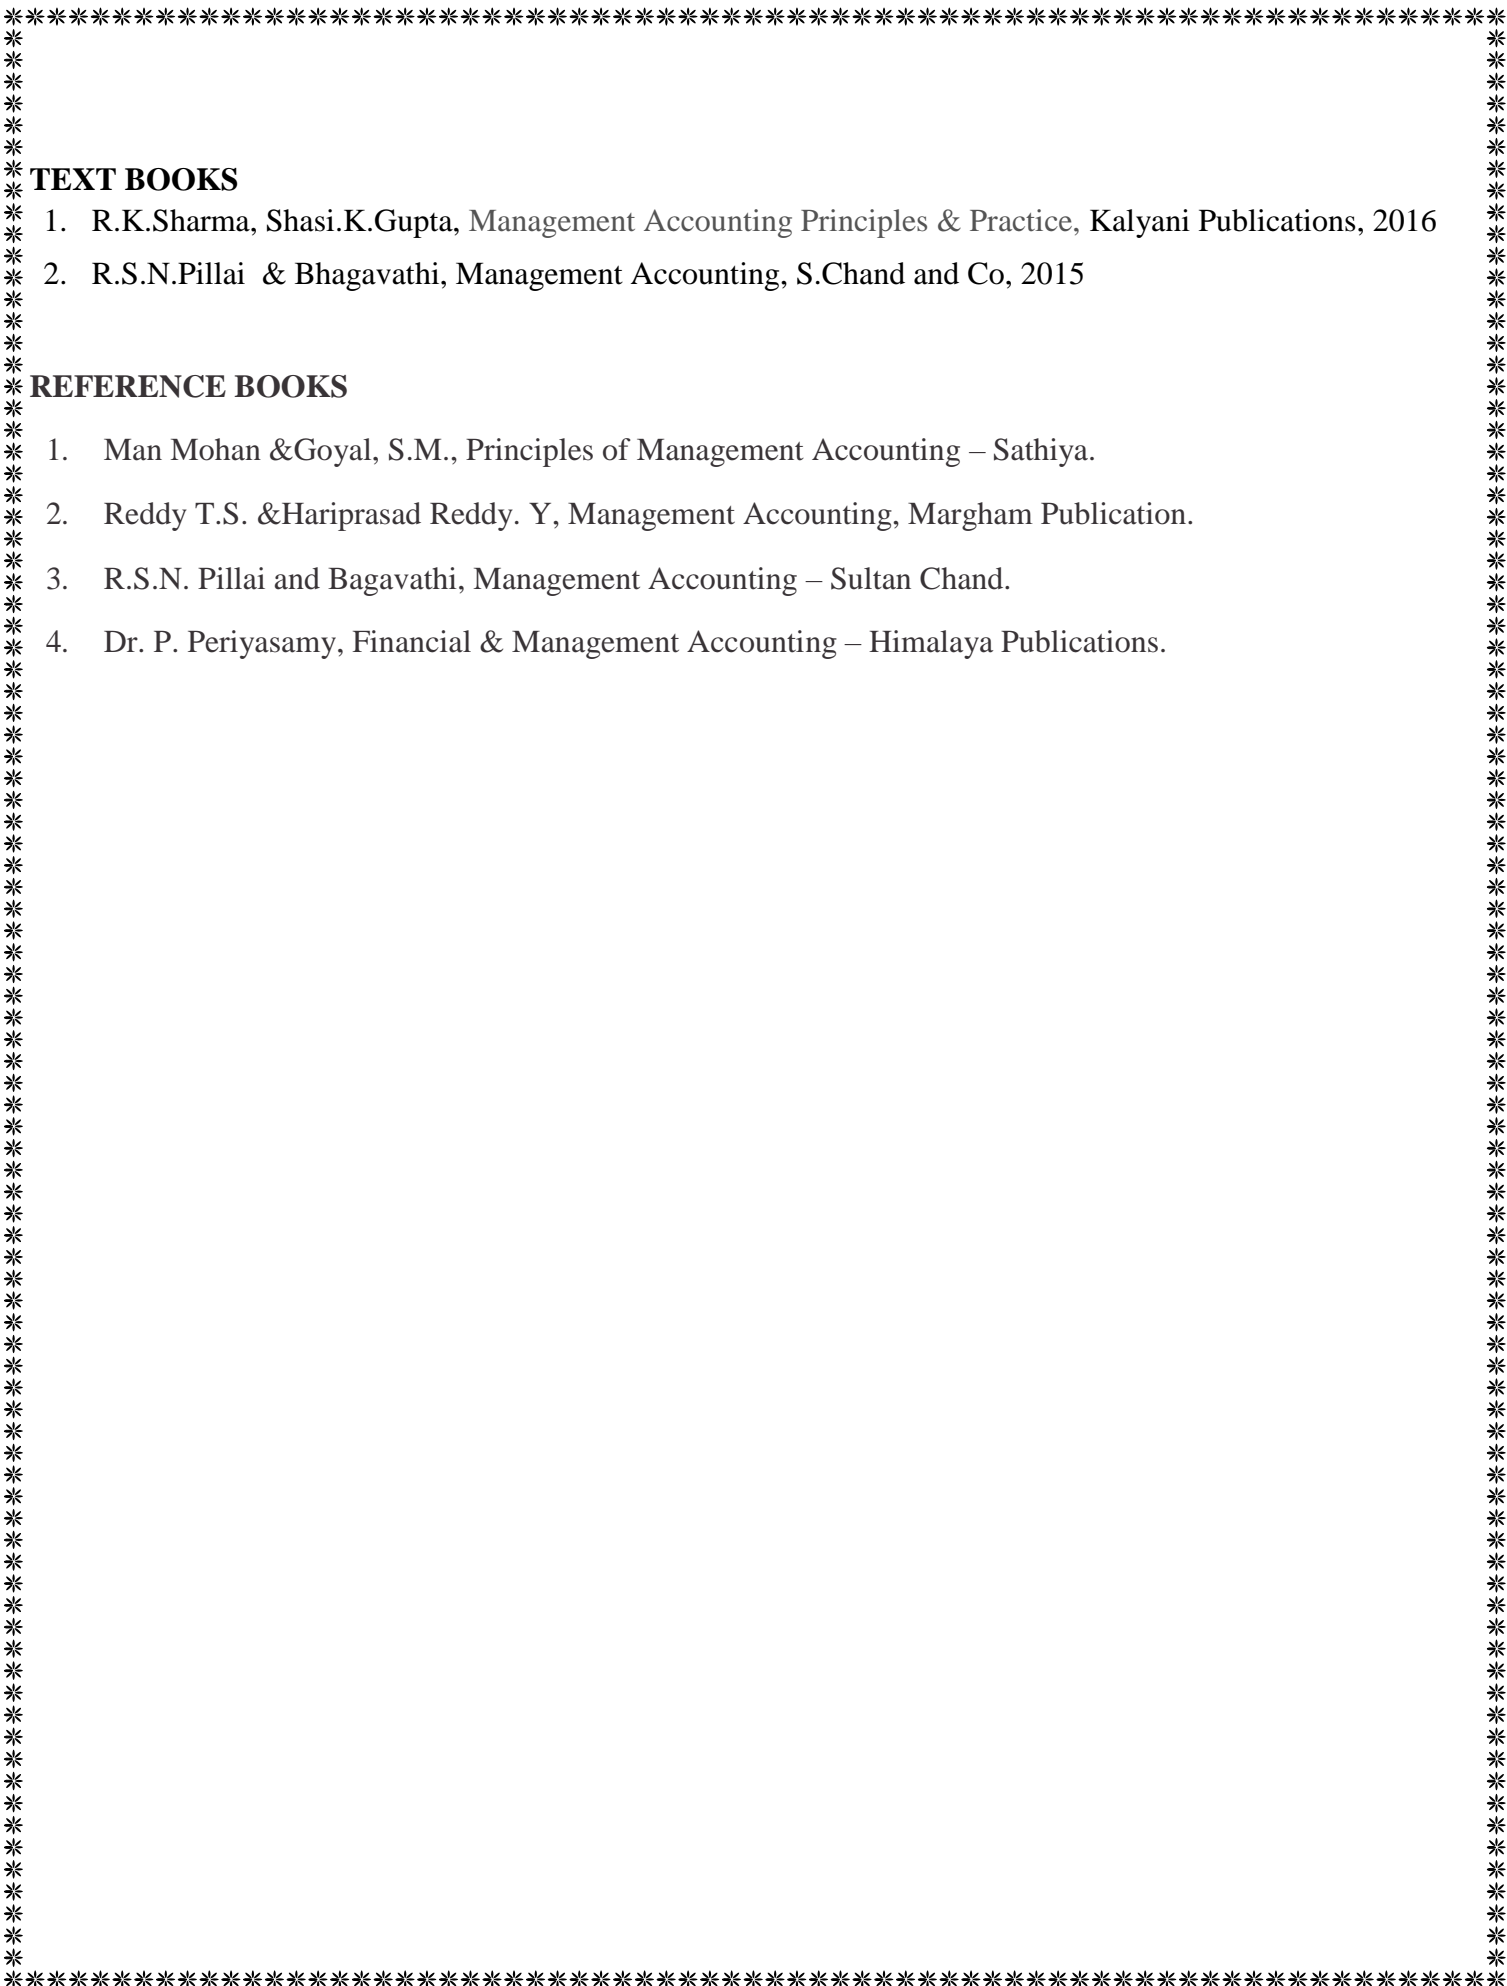 TEXT BOOKS
1. R.K.Sharma, Shasi.K.Gupta, Management Accounting Principles & Practice, Kalyani Publications, 2016
2. R.S.N.Pillai & Bhagavathi, Management Accounting, S.Chand and Co, 2015
REFERENCE BOOKS
1. Man Mohan &Goyal, S.M., Principles of Management Accounting – Sathiya.
2. Reddy T.S. &Hariprasad Reddy. Y, Management Accounting, Margham Publication.
3. R.S.N. Pillai and Bagavathi, Management Accounting – Sultan Chand.
4. Dr. P. Periyasamy, Financial & Management Accounting – Himalaya Publications.